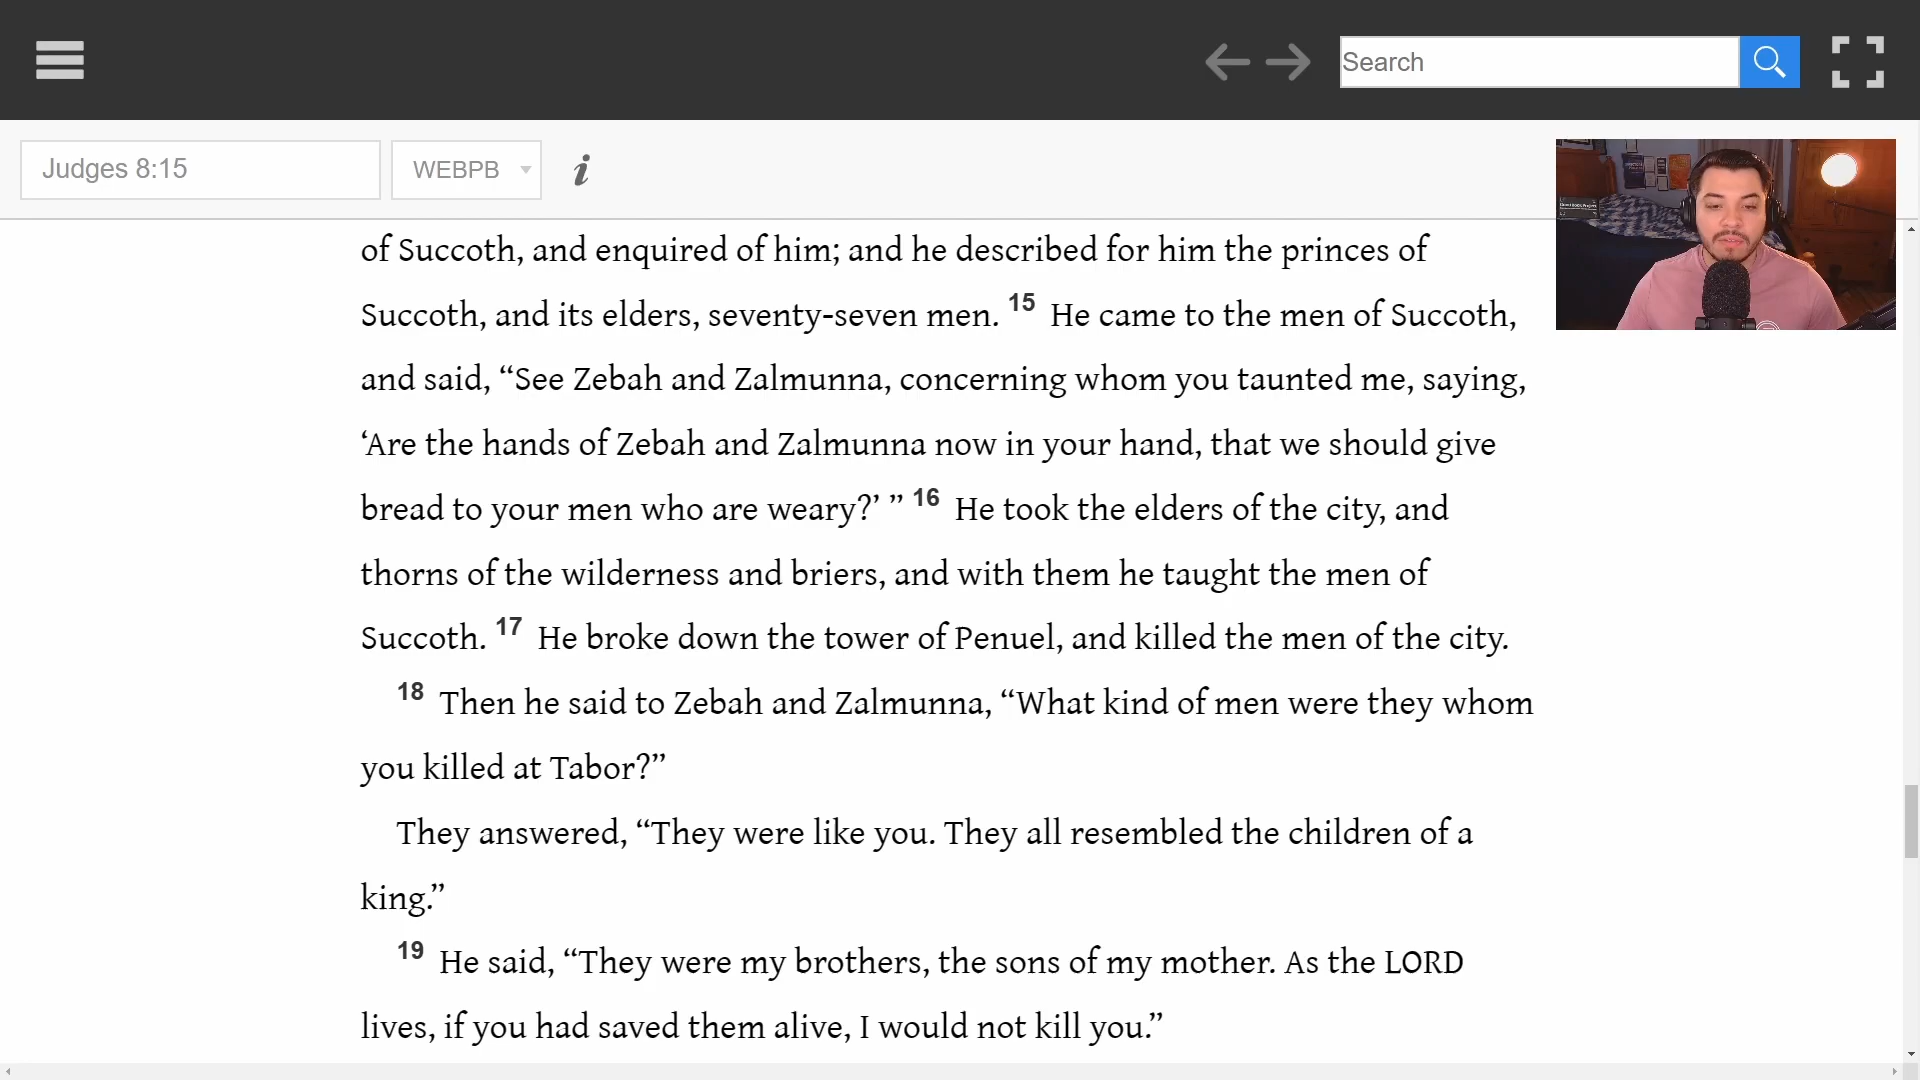 Search
Judges 8:15
WEBPB
i
of Succoth, and enquired of him; and he described for him the princes of
Succoth, and its elders, seventy-seven men. 15 He came to the men of Succoth,
and said, “See Zebah and Zalmunna, concerning whom you taunted me, saying,
‘Are the hands of Zebah and Zalmunna now in your hand, that we should give
bread to your men who are weary?’ ” 16 He took the elders of the city, and
thorns of the wilderness and briers, and with them he taught the men of
Succoth. 17 He broke down the tower of Penuel, and killed the men of the city.
18 Then he said to Zebah and Zalmunna, “What kind of men were they whom
you killed at Tabor?”
They answered, “They were like you. They all resembled the children of a
king.”
19 He said, “They were my brothers, the sons of my mother. As the LORD
lives, if you had saved them alive, I would not kill you.”